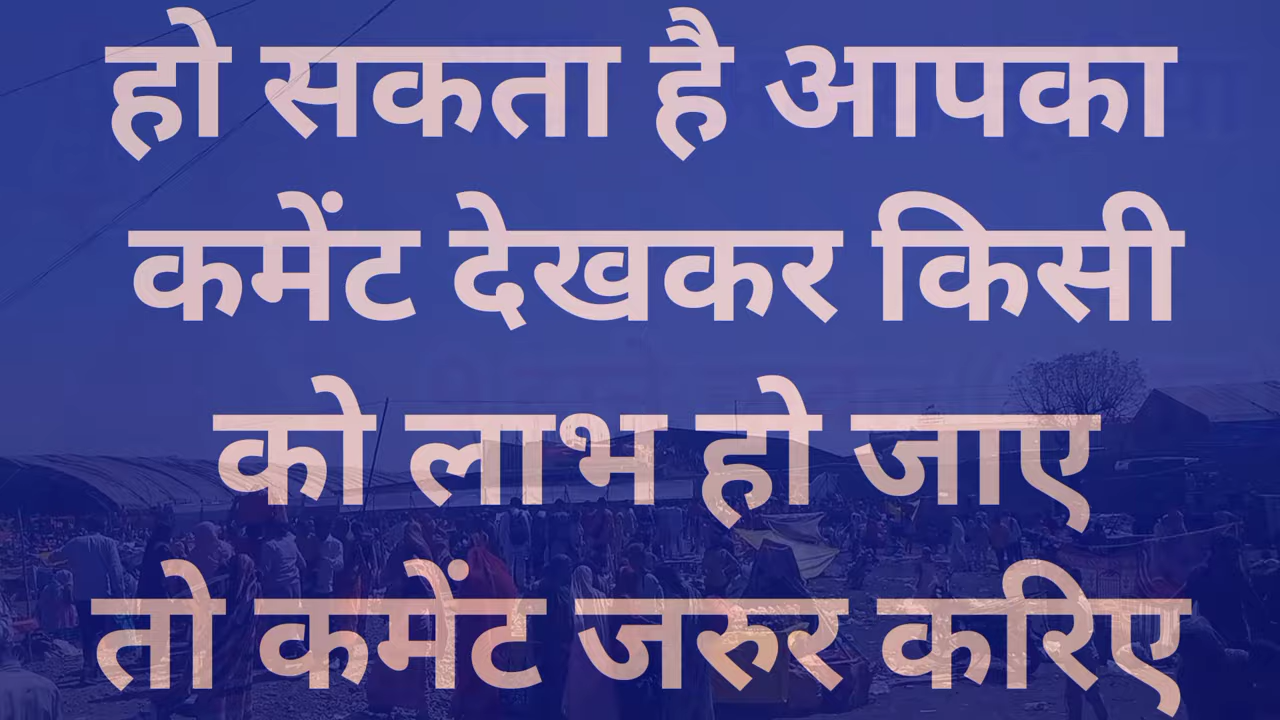 हो सकता है आपका
कमेंट देखकर किसी
को लाभ हो जाए
तो कमेंट जरुर करिए